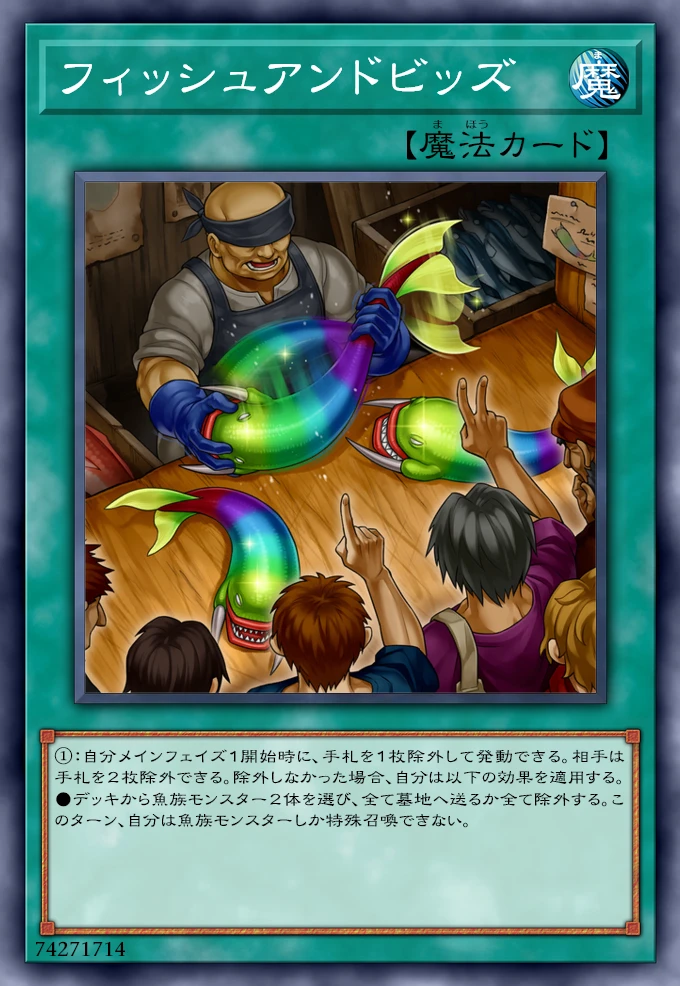 フィッシュアンドビッズ
魔
ま
【魔法カード】
ま ほう
①:自分メインフェイズ1開始時に、手札を1枚除外して発動できる。相手は
手札を2枚除外できる。除外しなかった場合、自分は以下の効果を適用する。
●デッキから魚族モンスター2体を選び、全て墓地へ送るか全て除外する。こ
のターン、自分は魚族モンスターしか特殊召喚できない。
74271714